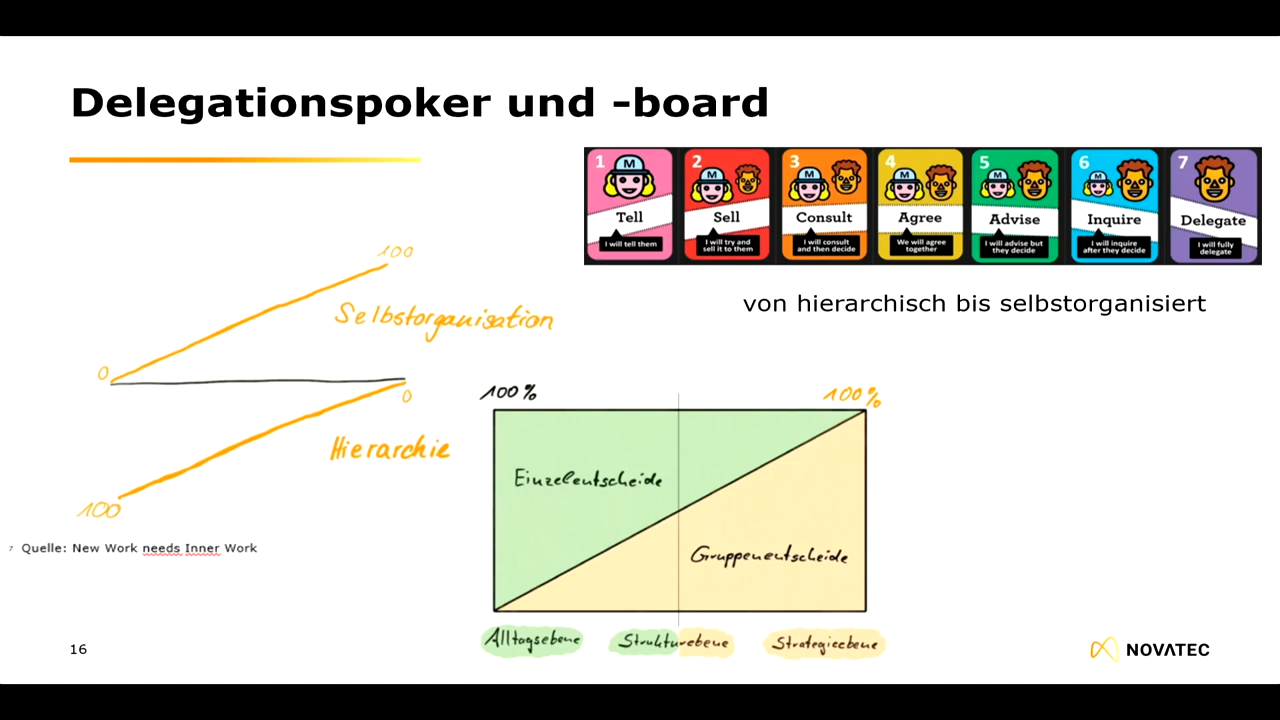 Delegationspoker und -board
1
Tell
I will tell them
2
Sell
I will try and
sell it to them
3
Consult
I will consult
and then decide
4
Agree
We will agree
together
5
Advise
I will advise but
they decide
6
Inquire
I will inquire
after they decide
7
Delegate
I will fully
delegate
M
M
M
M
M
M
von hierarchisch bis selbstorganisiert
100
Selbstorganisation
0
0
Hierarchie
100
7 Quelle: New Work needs Inner Work
100% 100%
Einzelentscheide
Gruppenentscheide
Alltagsebene Strukturebene Strategieebene
16
NOVATEC